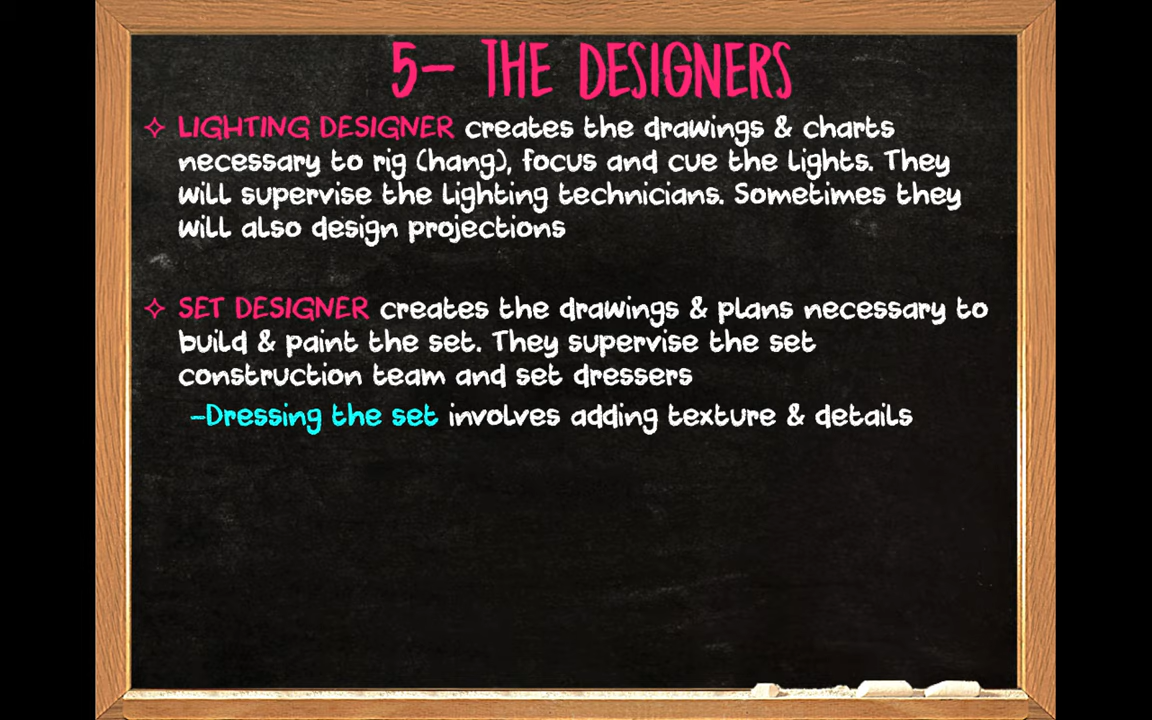 5- THE DESIGNERS
✧ LIGHTING DESIGNER creates the drawings & charts
necessary to rig (hang), focus and cue the lights. They
will supervise the lighting technicians. Sometimes they
will also design projections
✧ SET DESIGNER creates the drawings & plans necessary to
build & paint the set. They supervise the set
construction team and set dressers
-Dressing the set involves adding texture & details